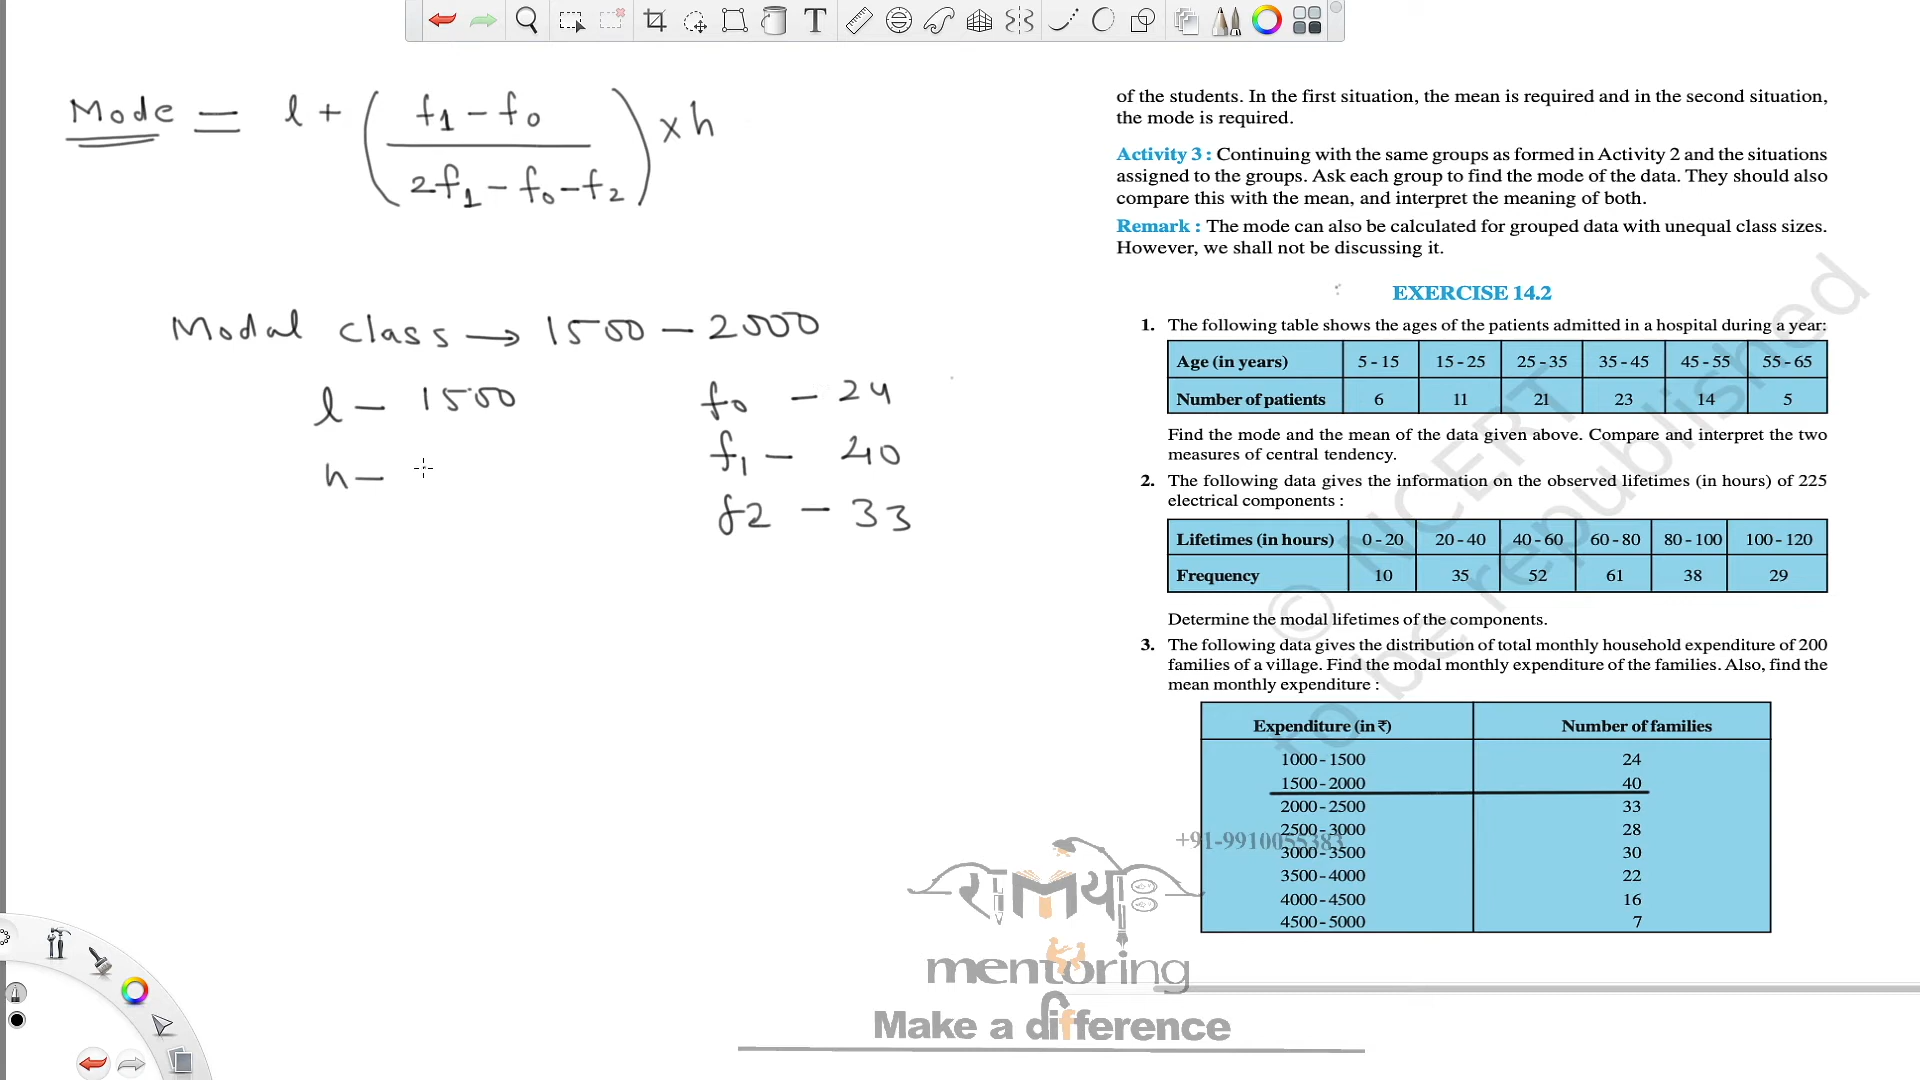 Mode = l + ( f1 - f0 / 2f1 - f0 - f2 ) x h
Modal class → 1500 - 2000
l - 1500
h -
f0 - 24
f1 - 40
f2 - 33
of the students. In the first situation, the mean is required and in the second situation,
the mode is required.
Activity 3 : Continuing with the same groups as formed in Activity 2 and the situations
assigned to the groups. Ask each group to find the mode of the data. They should also
compare this with the mean, and interpret the meaning of both.
Remark : The mode can also be calculated for grouped data with unequal class sizes.
However, we shall not be discussing it.
EXERCISE 14.2
1. The following table shows the ages of the patients admitted in a hospital during a year:
Age (in years) 5 - 15 15 - 25 25 - 35 35 - 45 45 - 55 55 - 65
Number of patients 6 11 21 23 14 5
Find the mode and the mean of the data given above. Compare and interpret the two
measures of central tendency.
2. The following data gives the information on the observed lifetimes (in hours) of 225
electrical components :
Lifetimes (in hours) 0 - 20 20 - 40 40 - 60 60 - 80 80 - 100 100 - 120
Frequency 10 35 52 61 38 29
Determine the modal lifetimes of the components.
3. The following data gives the distribution of total monthly household expenditure of 200
families of a village. Find the modal monthly expenditure of the families. Also, find the
mean monthly expenditure :
Expenditure (in ₹) Number of families
1000 - 1500 24
1500 - 2000 40
2000 - 2500 33
2500 - 3000 28
3000 - 3500 30
3500 - 4000 22
4000 - 4500 16
4500 - 5000 7
© NCERT
to be republished
+91-9910055383
mentoring
Make a difference